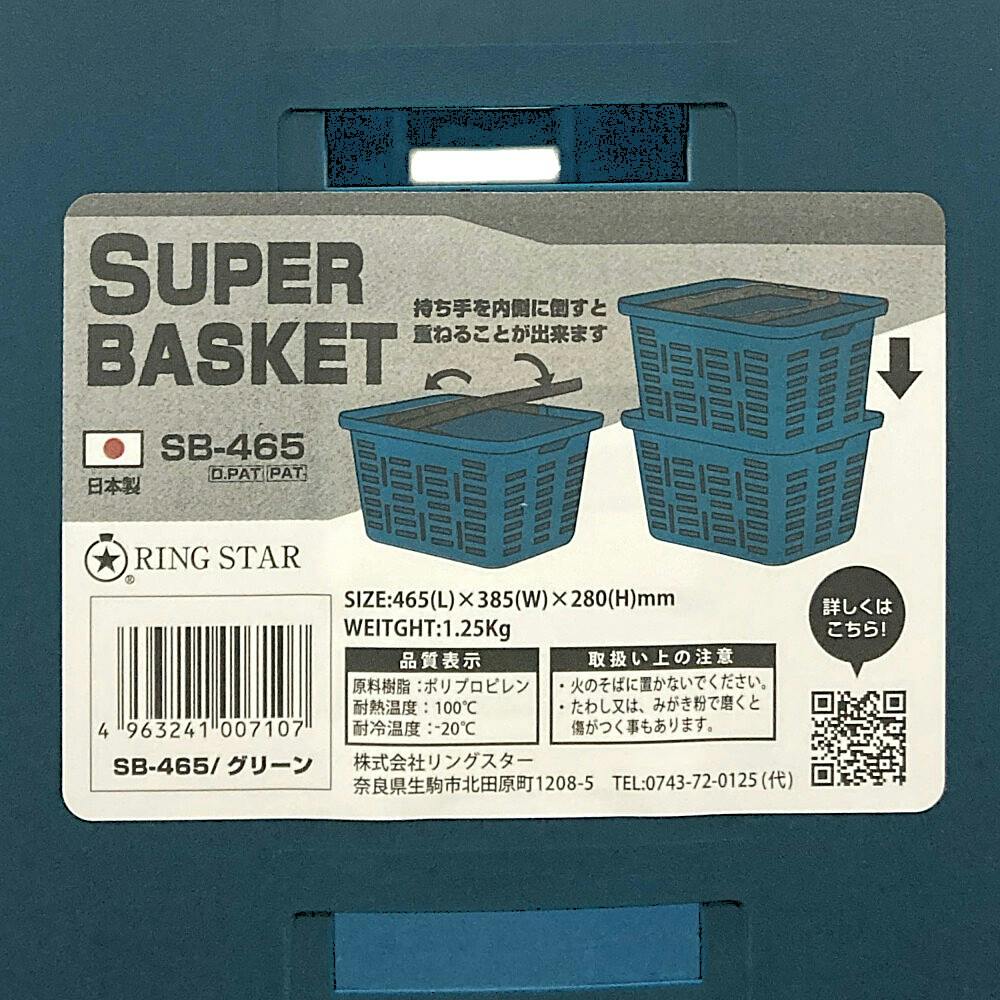 SUPER
BASKET
持ち手を内側に倒すと
重ねることが出来ます
SB-465
D.PAT PAT.
日本製
RING STAR
®
SIZE:465(L)×385(W)×280(H)mm
WEITGHT:1.25Kg
詳しくは
こちら!
品質表示
原料樹脂：ポリプロピレン
耐熱温度：100℃
耐冷温度：-20℃
取扱い上の注意
・火のそばに置かないでください。
・たわし又は、みがき粉で磨くと
傷がつく事もあります。
4 963241 007107
SB-465/グリーン
株式会社リングスター
奈良県生駒市北田原町1208-5 TEL:0743-72-0125(代)